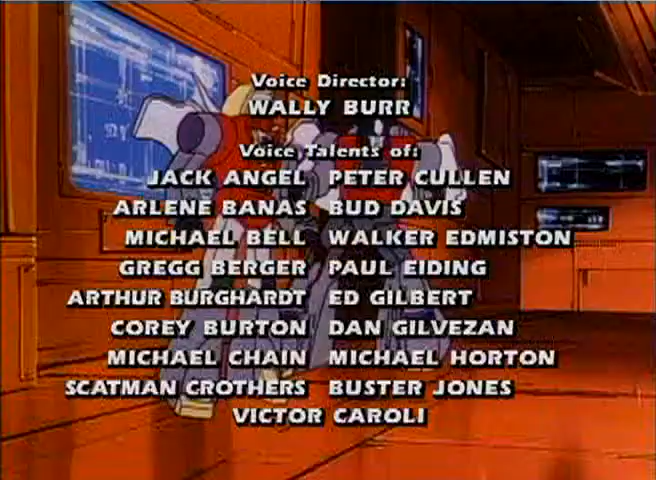 Voice Director:
WALLY BURR
Voice Talents of:
JACK ANGEL PETER CULLEN
ARLENE BANAS BUD DAVIS
MICHAEL BELL WALKER EDMISTON
GREGG BERGER PAUL EIDING
ARTHUR BURGHARDT ED GILBERT
COREY BURTON DAN GILVEZAN
MICHAEL CHAIN MICHAEL HORTON
SCATMAN CROTHERS BUSTER JONES
VICTOR CAROLI